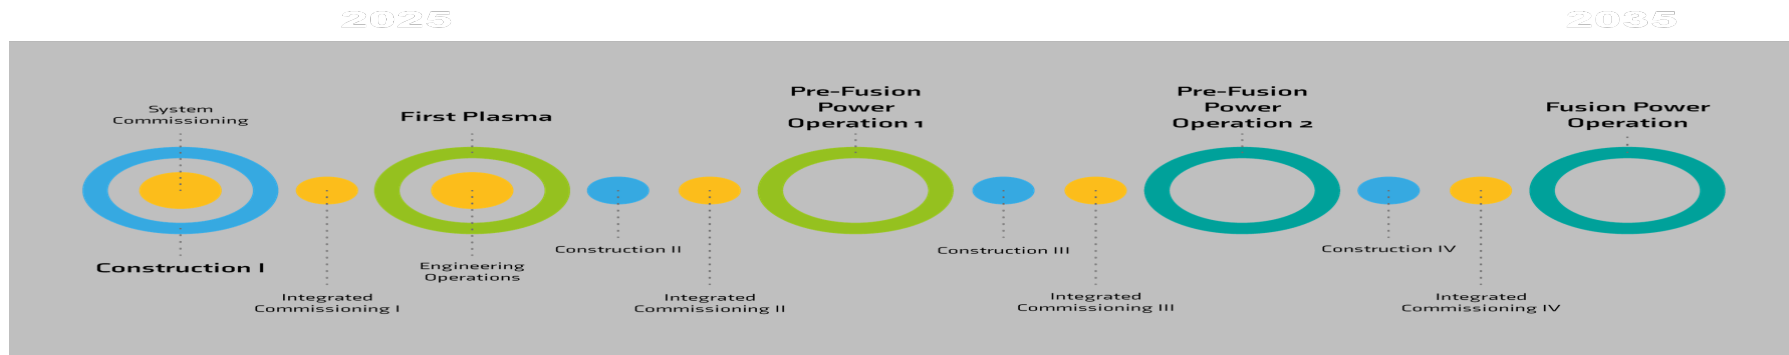 2025
2035
System
Commissioning
First Plasma
Pre-Fusion
Power
Operation 1
Pre-Fusion
Power
Operation 2
Fusion Power
Operation
Construction I
Integrated
Commissioning I
Engineering
Operations
Construction II
Integrated
Commissioning II
Construction III
Integrated
Commissioning III
Construction IV
Integrated
Commissioning IV